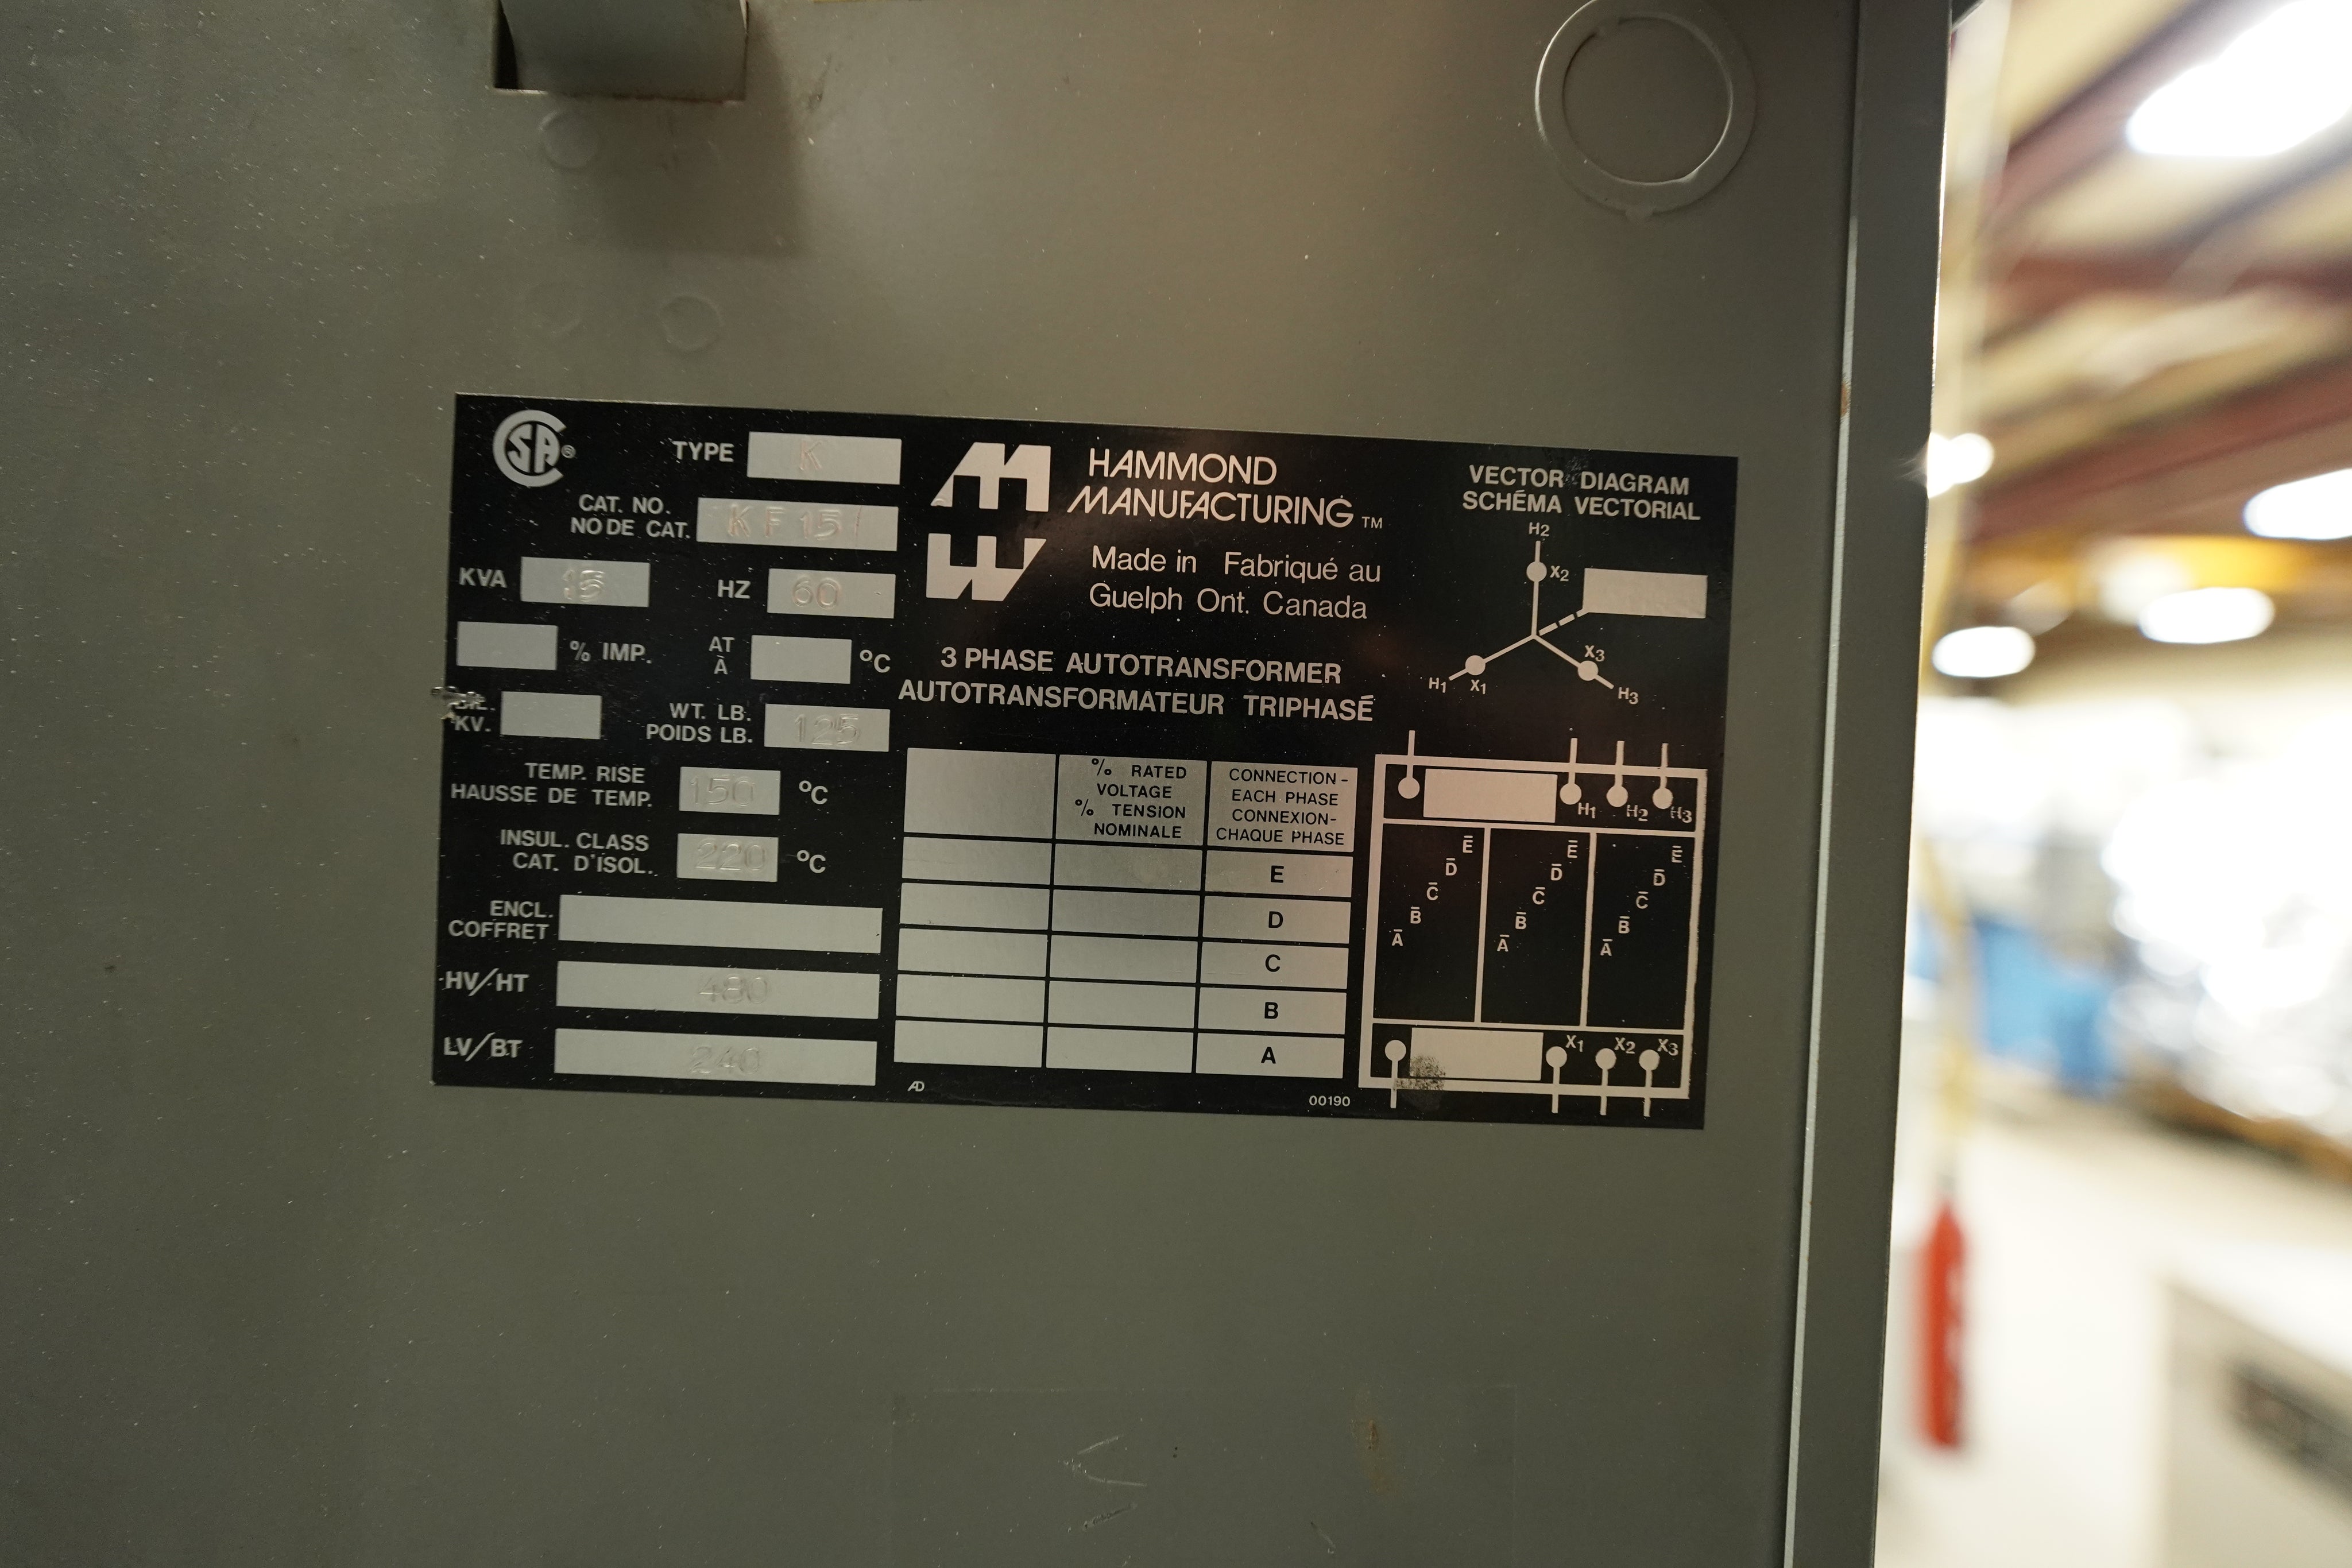 CSA®
TYPE K
CAT. NO.
NO DE CAT. KF15
KVA 15 HZ 60
% IMP. AT
À °C
KV. WT. LB.
POIDS LB. 125
TEMP. RISE
HAUSSE DE TEMP. 150 °C
INSUL. CLASS
CAT. D'ISOL. 220 °C
ENCL.
COFFRET
HV/HT 480
LV/BT 240
HAMMOND
MANUFACTURING TM
Made in Fabriqué au
Guelph Ont. Canada
3 PHASE AUTOTRANSFORMER
AUTOTRANSFORMATEUR TRIPHASÉ
% RATED
VOLTAGE
% TENSION
NOMINALE
CONNECTION-
EACH PHASE
CONNEXION-
CHAQUE PHASE
E
D
C
B
A
00190
VECTOR DIAGRAM
SCHÉMA VECTORIAL
H2
X2
X3
H1 X1 H3
H1 H2 H3
E E E
D D D
C C C
B B B
A A A
X1 X2 X3